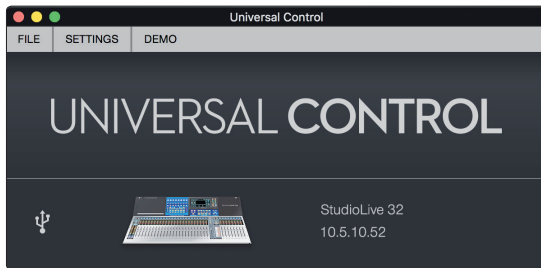 Universal Control
FILE SETTINGS DEMO
UNIVERSAL CONTROL
StudioLive 32
10.5.10.52